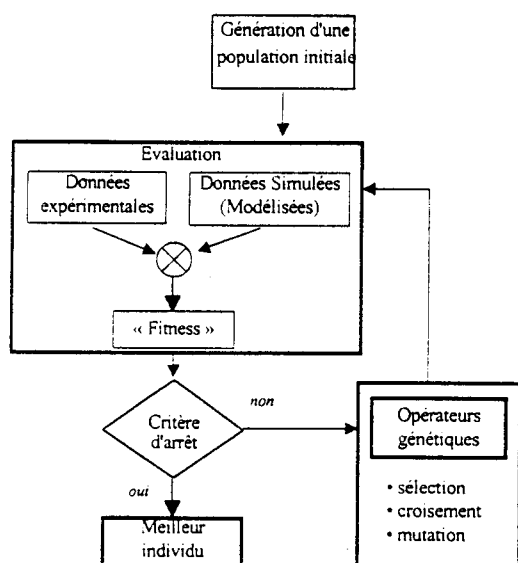 Génération d'une
population initiale
Evaluation
Données
expérimentales
Données Simulées
(Modélisées)
« Fitness »
Critère
d'arrêt
non
oui
Opérateurs
génétiques
• sélection
• croisement
• mutation
Meilleur
individu